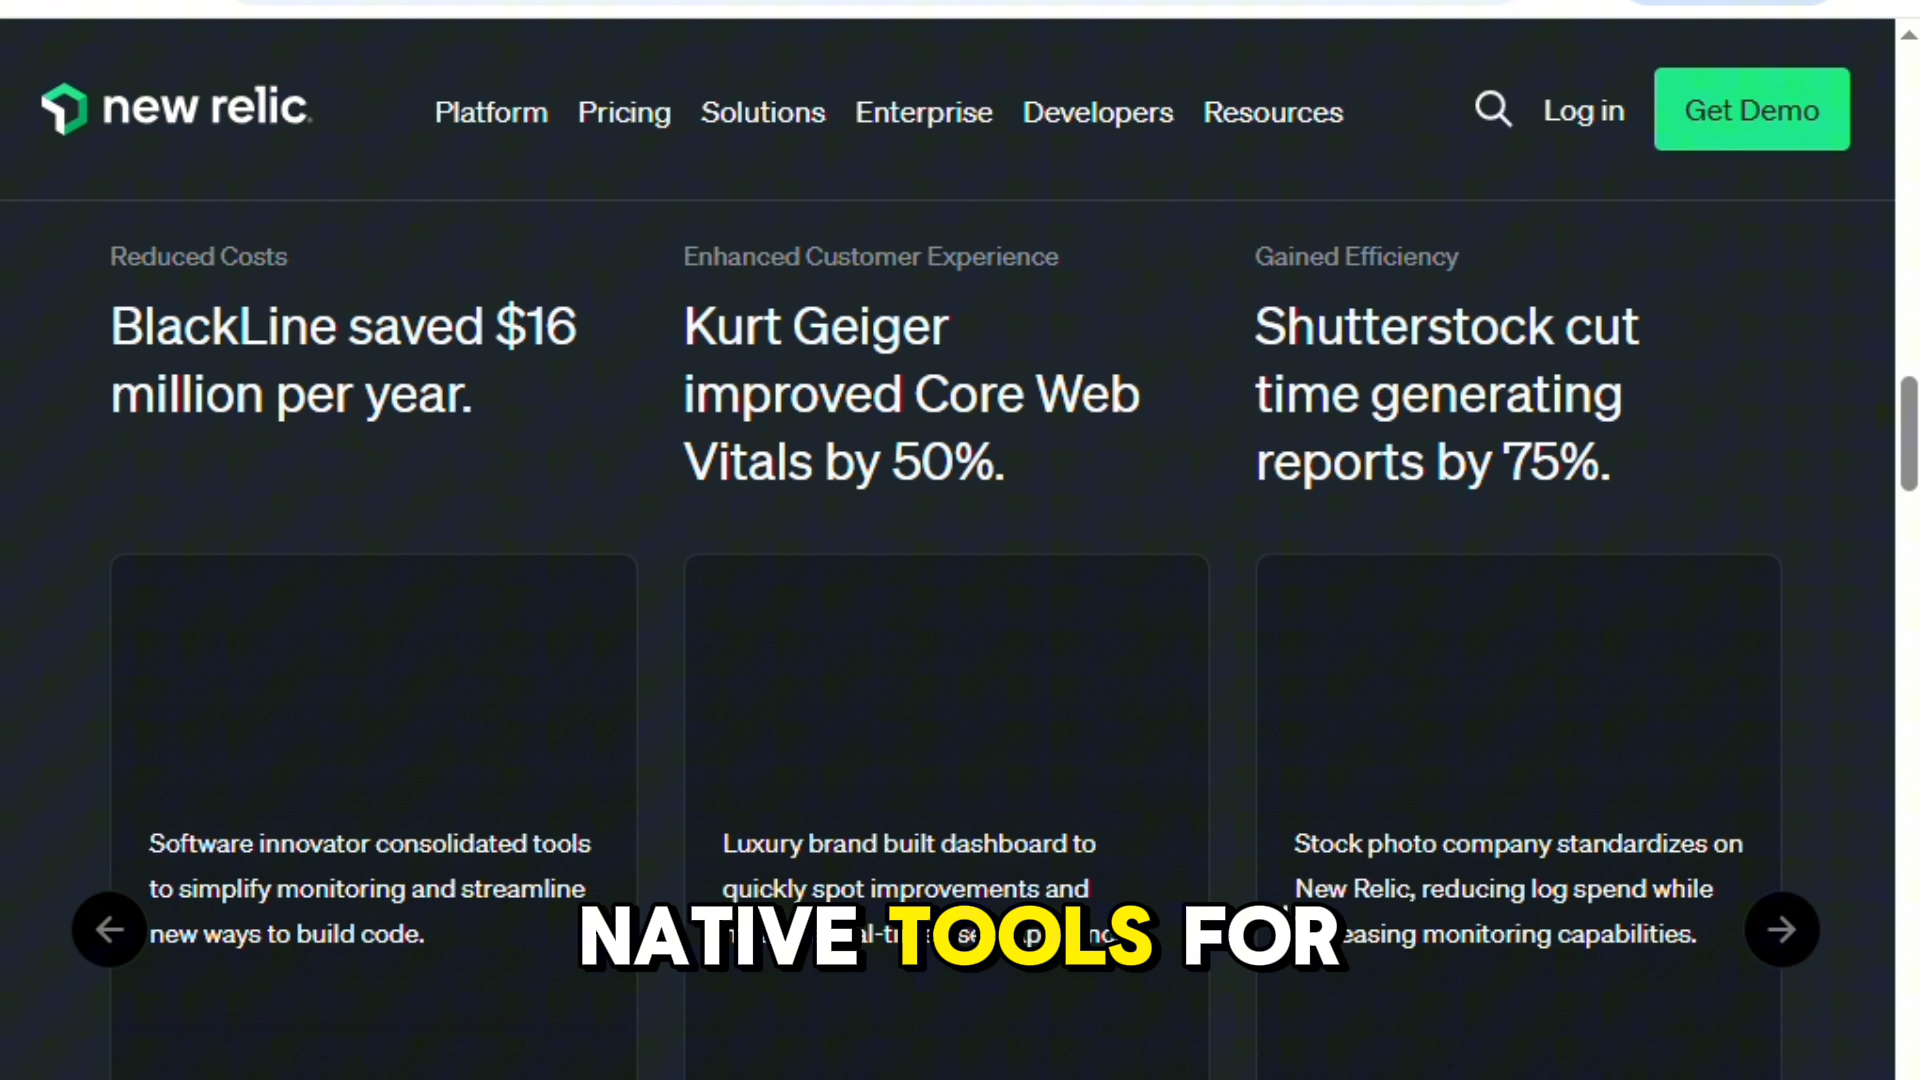 new relic.
Platform Pricing Solutions Enterprise Developers Resources Log in Get Demo
Reduced Costs
BlackLine saved $16
million per year.
Enhanced Customer Experience
Kurt Geiger
improved Core Web
Vitals by 50%.
Gained Efficiency
Shutterstock cut
time generating
reports by 75%.
Software innovator consolidated tools
to simplify monitoring and streamline
new ways to build code.
Luxury brand built dashboard to
quickly spot improvements and
Stock photo company standardizes on
New Relic, reducing log spend while
monitoring capabilities.
NATIVE TOOLS FOR